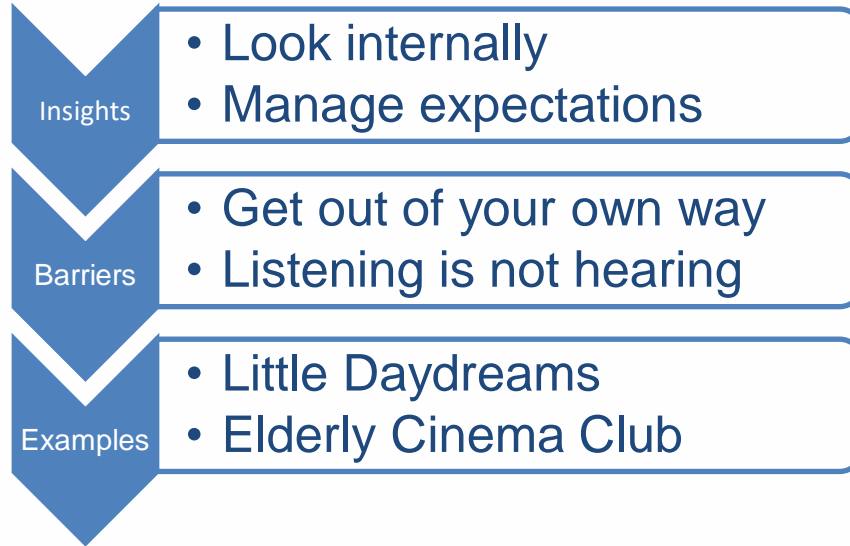 Insights
• Look internally
• Manage expectations
Barriers
• Get out of your own way
• Listening is not hearing
Examples
• Little Daydreams
• Elderly Cinema Club